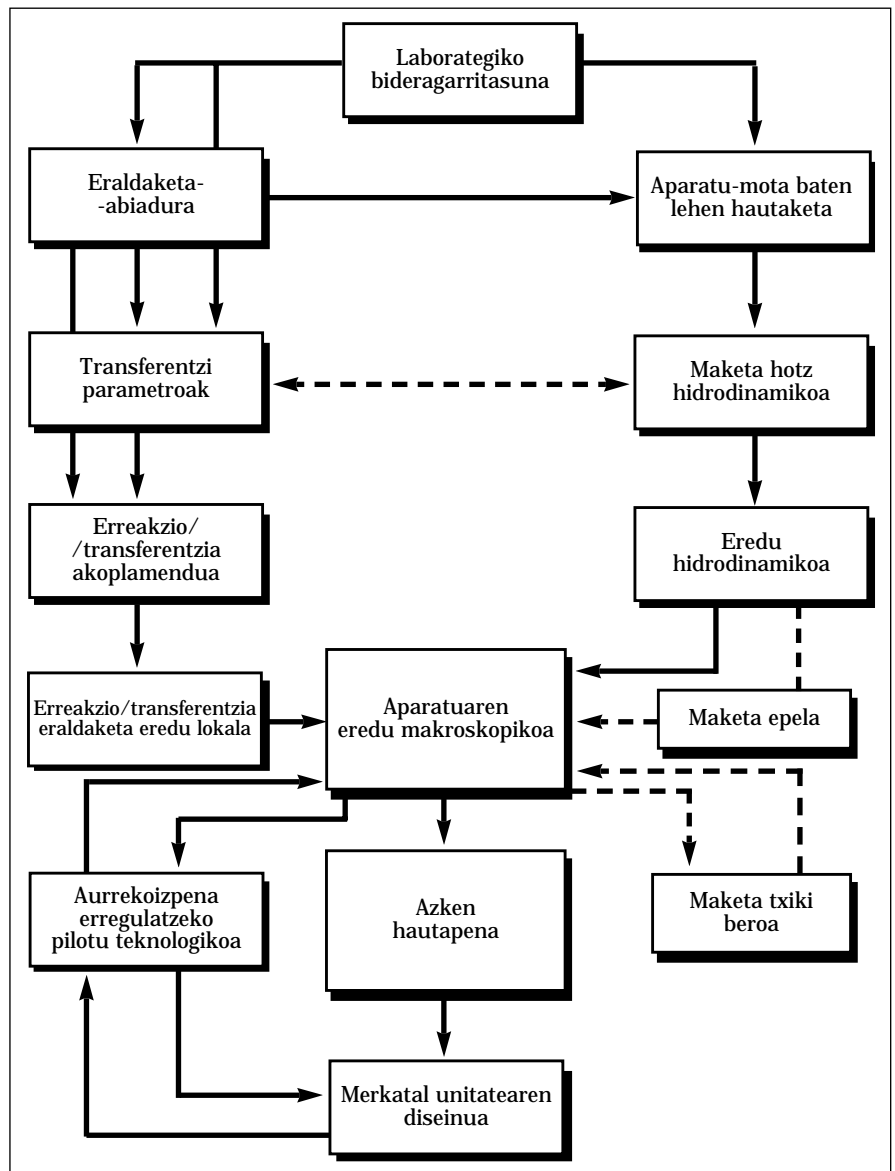 Laborategiko
bideragarritasuna
Eraldaketa-
-abiadura
Aparatu-mota baten
lehen hautaketa
Transferentzi
parametroak
Maketa hotz
hidrodinamikoa
Erreakzio/
/transferentzia
akoplamendua
Eredu
hidrodinamikoa
Erreakzio/transferentzia
eraldaketa eredu lokala
Aparatuaren
eredu makroskopikoa
Maketa epela
Aurrekoizpena
erregulatzeko
pilotu teknologikoa
Azken
hautapena
Maketa txiki
beroa
Merkatal unitatearen
diseinua